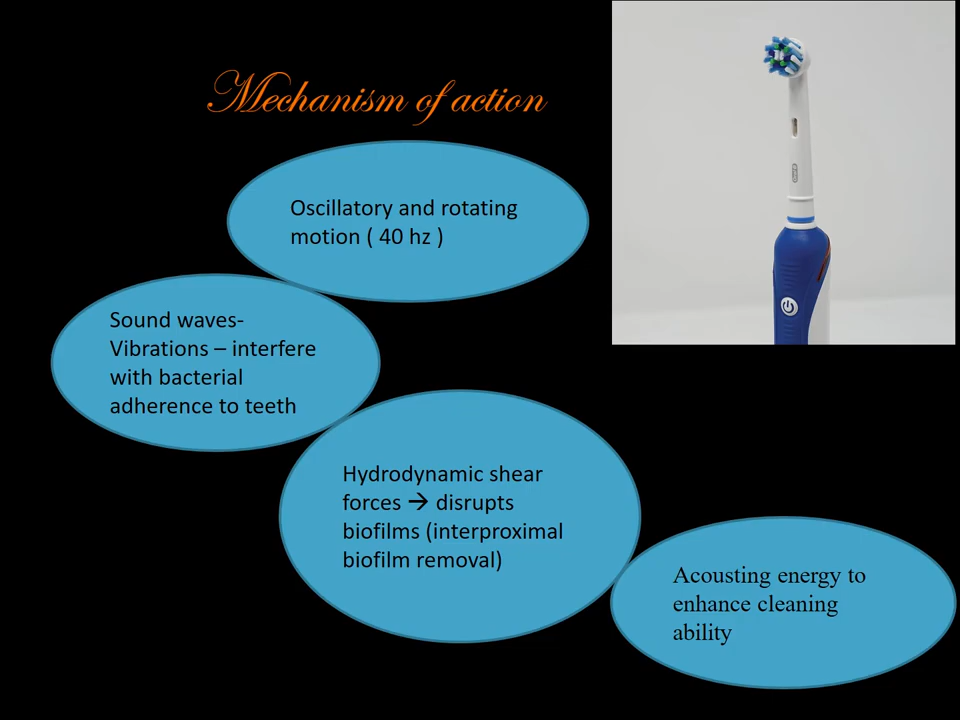 Mechanism of action
Oscillatory and rotating
motion ( 40 hz )
Sound waves-
Vibrations – interfere
with bacterial
adherence to teeth
Hydrodynamic shear
forces → disrupts
biofilms (interproximal
biofilm removal)
Acousting energy to
enhance cleaning
ability